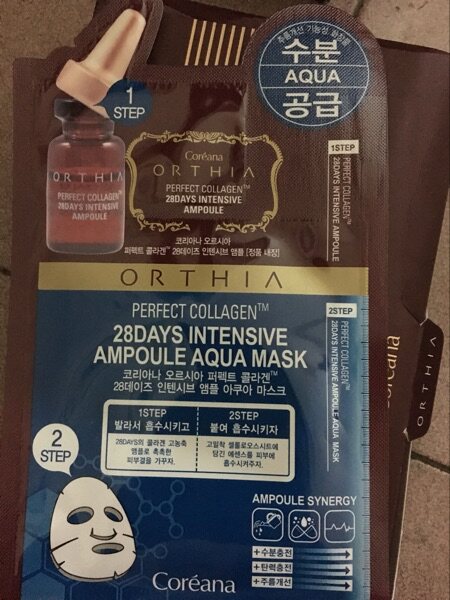 주름개선 기능성 화장품
수분
AQUA
공급
1
STEP
ORTHIA
PERFECT COLLAGEN™
28DAYS INTENSIVE
AMPOULE
Coréana
ORTHIA
PERFECT COLLAGEN™
28DAYS INTENSIVE
AMPOULE
코리아나 오르시아
퍼펙트 콜라겐™ 28데이즈 인텐시브 앰플 [정품 내장]
1STEP
PERFECT COLLAGEN™
28DAYS INTENSIVE AMPOULE
ORTHIA
PERFECT COLLAGEN™
28DAYS INTENSIVE
AMPOULE AQUA MASK
코리아나 오르시아 퍼펙트 콜라겐™
28데이즈 인텐시브 앰플 아쿠아 마스크
2STEP
PERFECT COLLAGEN™
28DAYS INTENSIVE AMPOULE AQUA MASK
1STEP
발라서 흡수시키고
28DAYS의 콜라겐 고농축
앰플로 촉촉한
피부결을 가꾸자.
2STEP
붙여 흡수시키자
고밀착 셀룰로오스시트에
담긴 에센스를 피부에
흡수시켜주자.
2
STEP
AMPOULE SYNERGY
+수분충전
+탄력충전
+주름개선
Coréana
ORTHIA